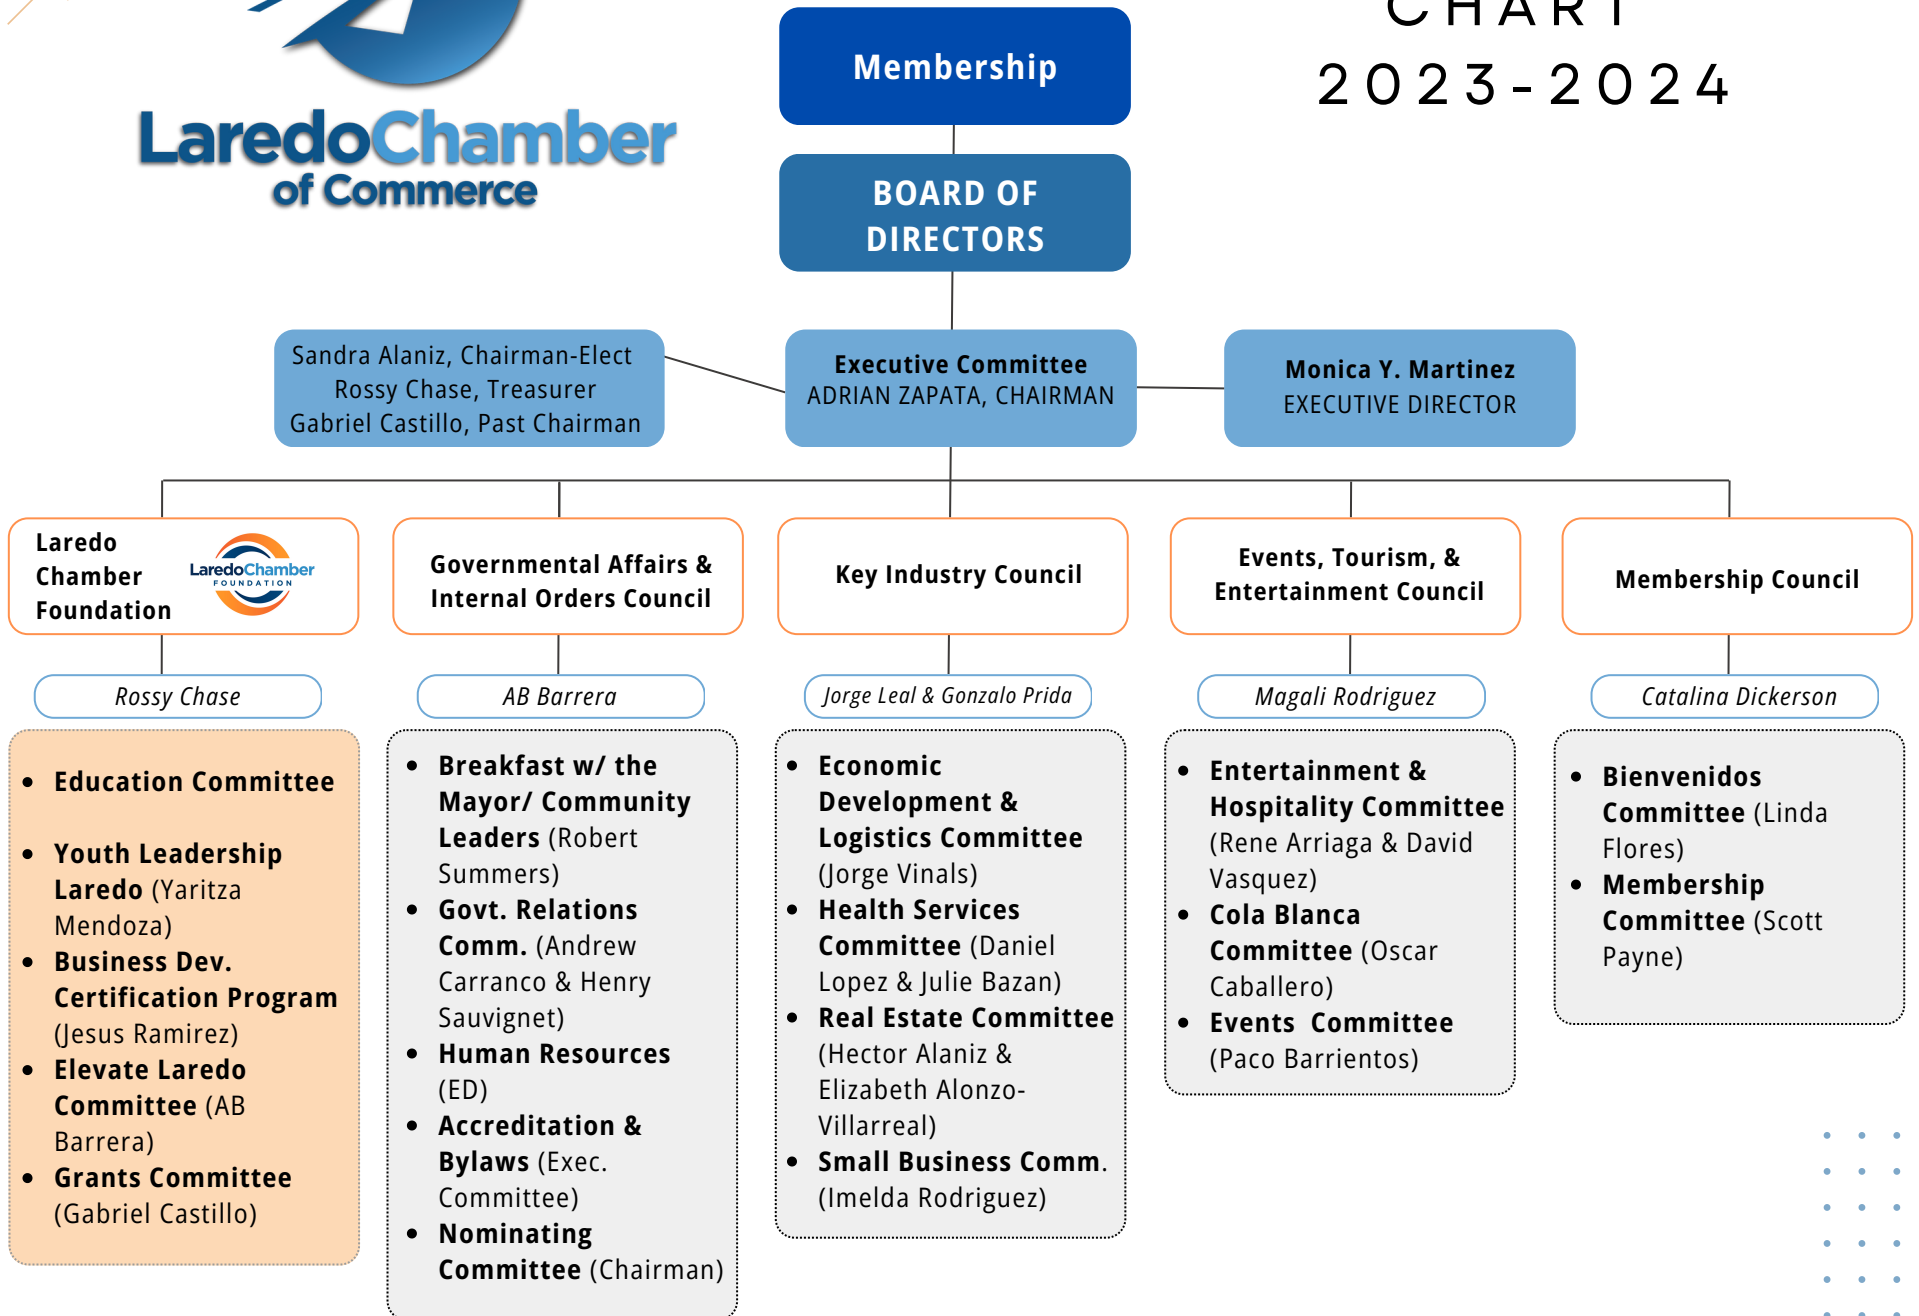 CHART
2023-2024
LaredoChamber
of Commerce
Membership
BOARD OF
DIRECTORS
Sandra Alaniz, Chairman-Elect
Rossy Chase, Treasurer
Gabriel Castillo, Past Chairman
Executive Committee
ADRIAN ZAPATA, CHAIRMAN
Monica Y. Martinez
EXECUTIVE DIRECTOR
Laredo
Chamber
Foundation
LaredoChamber
FOUNDATION
Governmental Affairs &
Internal Orders Council
Key Industry Council
Events, Tourism, &
Entertainment Council
Membership Council
Rossy Chase
AB Barrera
Jorge Leal & Gonzalo Prida
Magali Rodriguez
Catalina Dickerson
• Education Committee
• Youth Leadership
Laredo (Yaritza
Mendoza)
• Business Dev.
Certification Program
(Jesus Ramirez)
• Elevate Laredo
Committee (AB
Barrera)
• Grants Committee
(Gabriel Castillo)
• Breakfast w/ the
Mayor/ Community
Leaders (Robert
Summers)
• Govt. Relations
Comm. (Andrew
Carranco & Henry
Sauvignet)
• Human Resources
(ED)
• Accreditation &
Bylaws (Exec.
Committee)
• Nominating
Committee (Chairman)
• Economic
Development &
Logistics Committee
(Jorge Vinals)
• Health Services
Committee (Daniel
Lopez & Julie Bazan)
• Real Estate Committee
(Hector Alaniz &
Elizabeth Alonzo-
Villarreal)
• Small Business Comm.
(Imelda Rodriguez)
• Entertainment &
Hospitality Committee
(Rene Arriaga & David
Vasquez)
• Cola Blanca
Committee (Oscar
Caballero)
• Events  Committee
(Paco Barrientos)
• Bienvenidos
Committee (Linda
Flores)
• Membership
Committee (Scott
Payne)